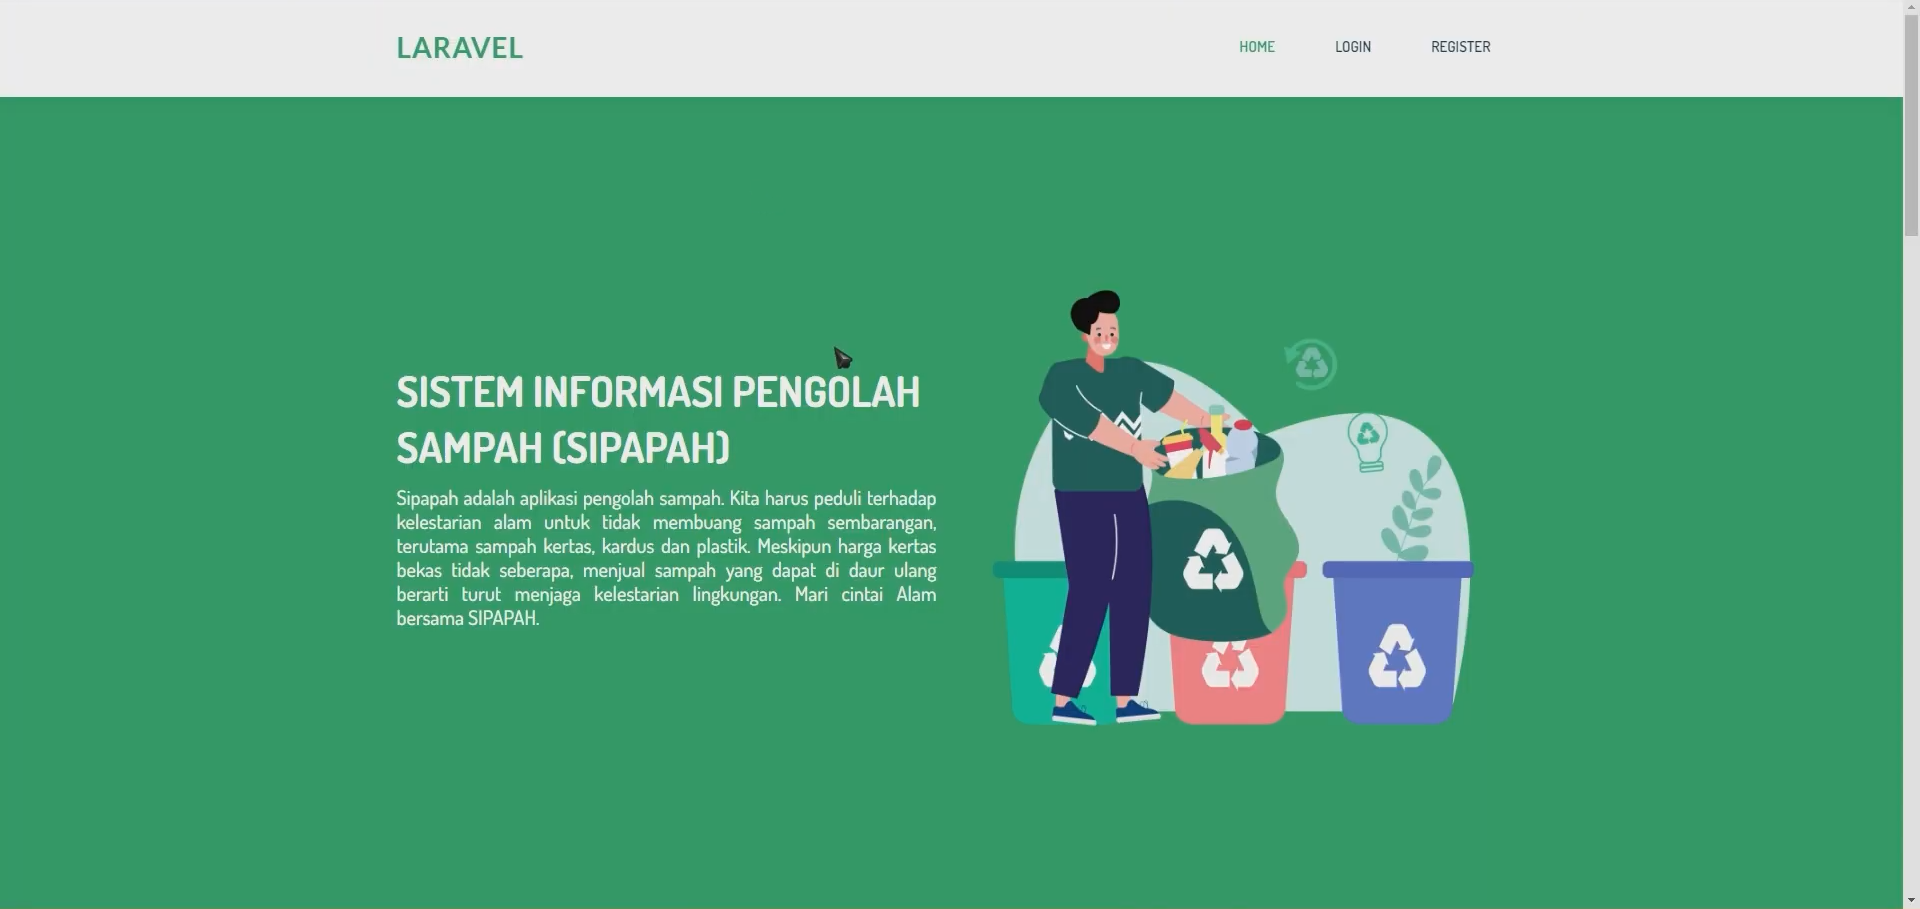 LARAVEL
HOME
LOGIN
REGISTER
SISTEM INFORMASI PENGOLAH
SAMPAH (SIPAPAH)
Sipapah adalah aplikasi pengolah sampah. Kita harus peduli terhadap
kelestarian alam untuk tidak membuang sampah sembarangan,
terutama sampah kertas, kardus dan plastik. Meskipun harga kertas
bekas tidak seberapa, menjual sampah yang dapat di daur ulang
berarti turut menjaga kelestarian lingkungan. Mari cintai Alam
bersama SIPAPAH.